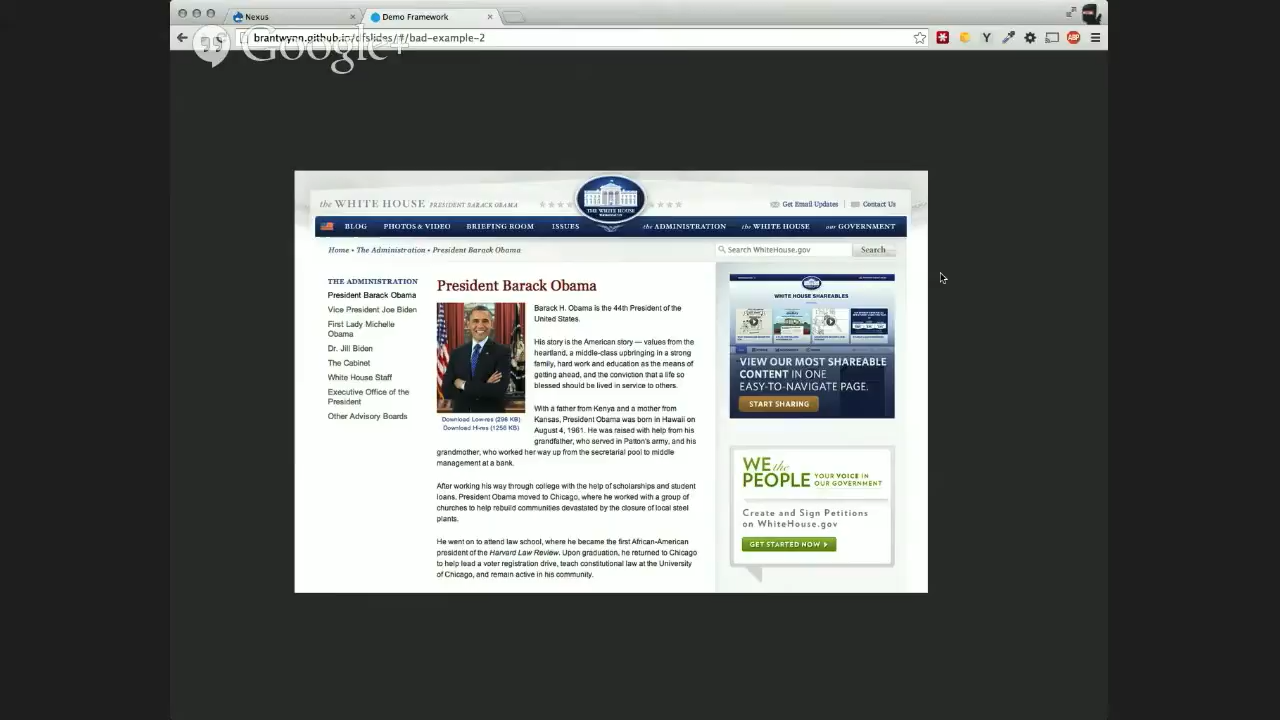 Nexus
Demo Framework
brantwynn.github.io/dfslides/#/bad-example-2
Google+
ABP
the WHITE HOUSE PRESIDENT BARACK OBAMA
THE WHITE HOUSE
WASHINGTON
Get Email Updates
Contact Us
BLOG PHOTOS & VIDEO BRIEFING ROOM ISSUES the ADMINISTRATION the WHITE HOUSE our GOVERNMENT
Home • The Administration • President Barack Obama
Search WhiteHouse.gov
Search
THE ADMINISTRATION
President Barack Obama
Vice President Joe Biden
First Lady Michelle
Obama
Dr. Jill Biden
The Cabinet
White House Staff
Executive Office of the
President
Other Advisory Boards
President Barack Obama
Download Low-res (298 KB)
Download Hi-res (1250 KB)
Barack H. Obama is the 44th President of the
United States.
His story is the American story — values from the
heartland, a middle-class upbringing in a strong
family, hard work and education as the means of
getting ahead, and the conviction that a life so
blessed should be lived in service to others.
With a father from Kenya and a mother from
Kansas, President Obama was born in Hawaii on
August 4, 1961. He was raised with help from his
grandfather, who served in Patton's army, and his
grandmother, who worked her way up from the secretarial pool to middle
management at a bank.
After working his way through college with the help of scholarships and student
loans, President Obama moved to Chicago, where he worked with a group of
churches to help rebuild communities devastated by the closure of local steel
plants.
He went on to attend law school, where he became the first African-American
president of the Harvard Law Review. Upon graduation, he returned to Chicago
to help lead a voter registration drive, teach constitutional law at the University
of Chicago, and remain active in his community.
WHITE HOUSE SHAREABLES
VIEW OUR MOST SHAREABLE
CONTENT IN ONE
EASY-TO-NAVIGATE PAGE.
START SHARING
WE the
PEOPLE
YOUR VOICE IN
OUR GOVERNMENT
Create and Sign Petitions
on WhiteHouse.gov
GET STARTED NOW